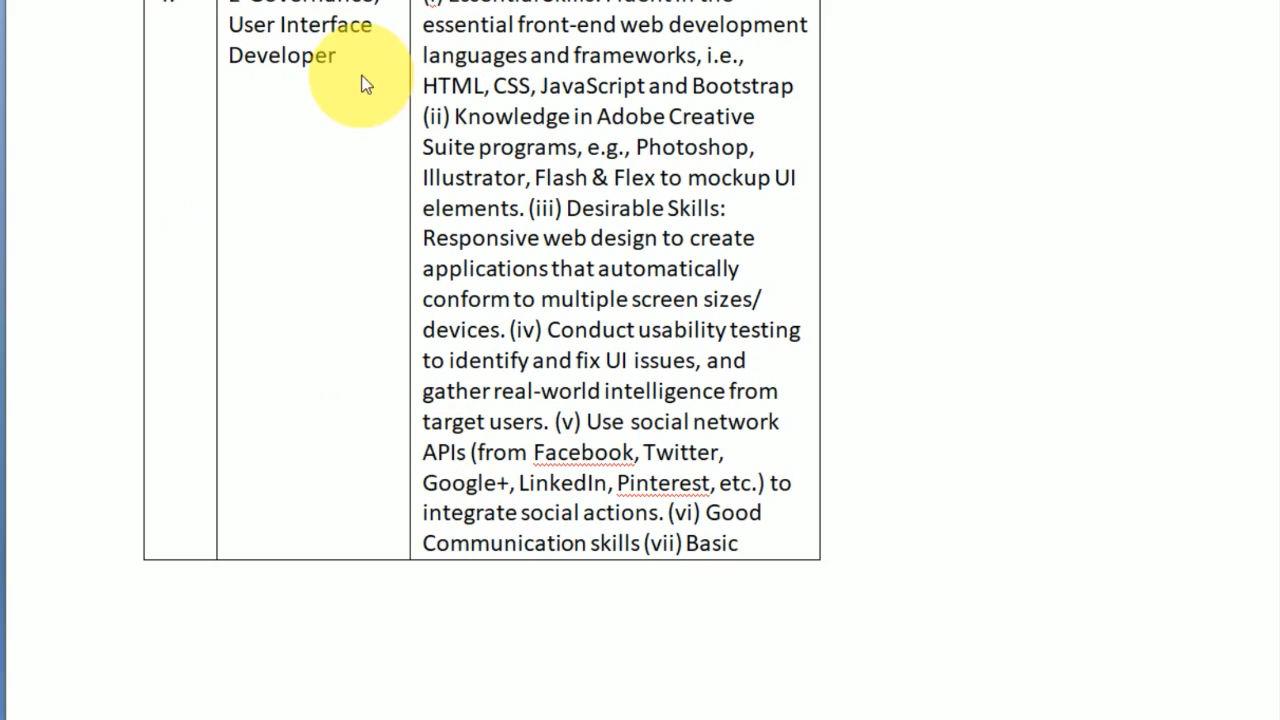 User Interface
Developer
essential front-end web development
languages and frameworks, i.e.,
HTML, CSS, JavaScript and Bootstrap
(ii) Knowledge in Adobe Creative
Suite programs, e.g., Photoshop,
Illustrator, Flash & Flex to mockup UI
elements. (iii) Desirable Skills:
Responsive web design to create
applications that automatically
conform to multiple screen sizes/
devices. (iv) Conduct usability testing
to identify and fix UI issues, and
gather real-world intelligence from
target users. (v) Use social network
APIs (from Facebook, Twitter,
Google+, LinkedIn, Pinterest, etc.) to
integrate social actions. (vi) Good
Communication skills (vii) Basic